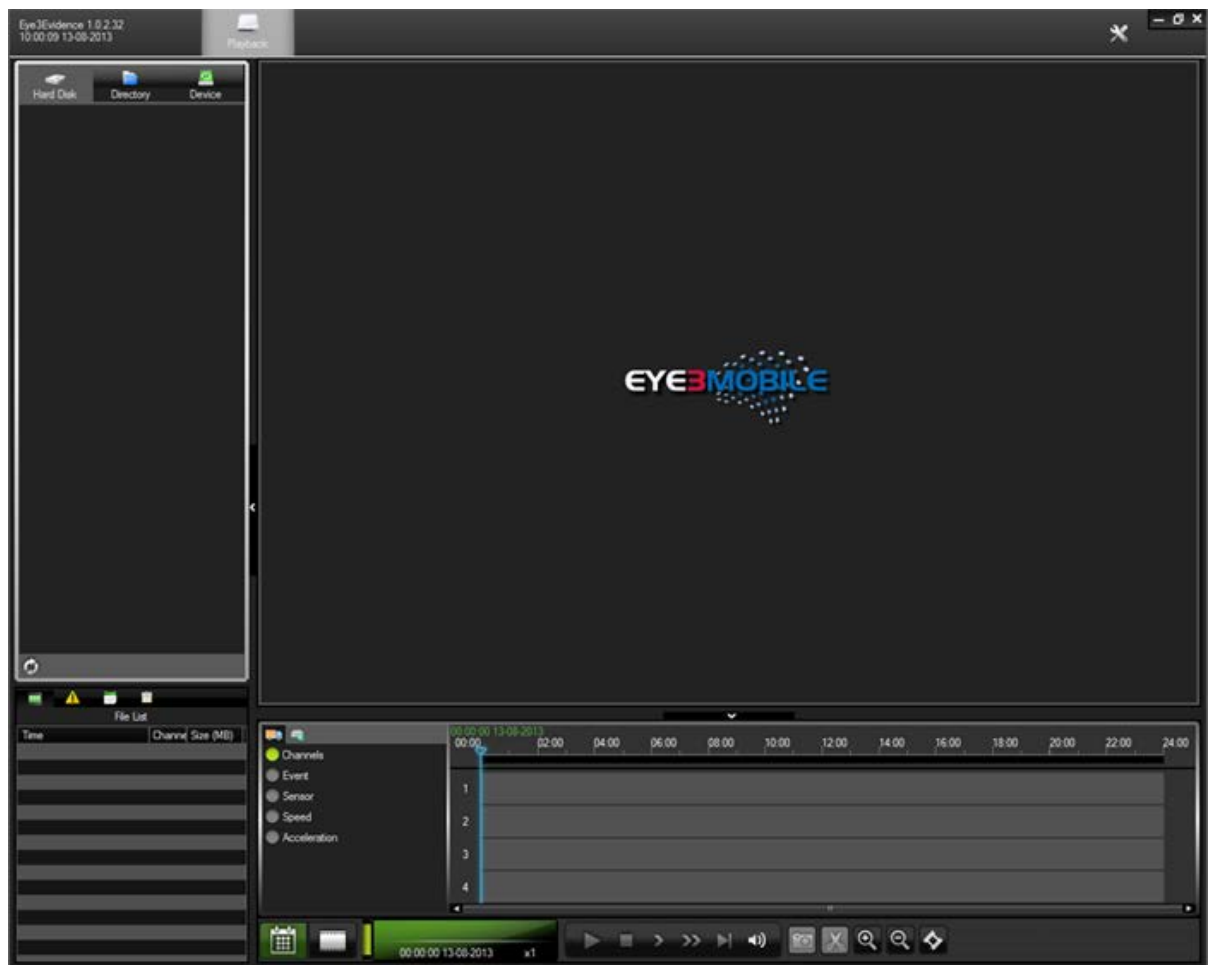 Eye3Evidence 1.0.2.32
10:00:09 13-08-2013
Playback
Hard Disk Directory Device
EYE3MOBILE
File List
Time Channe Size (MB)
00:00:00 13-08-2013
00:00 02:00 04:00 06:00 08:00 10:00 12:00 14:00 16:00 18:00 20:00 22:00 24:00
Channels
Event
Sensor
Speed
Acceleration
1
2
3
4
00:00:00 13-08-2013 x1